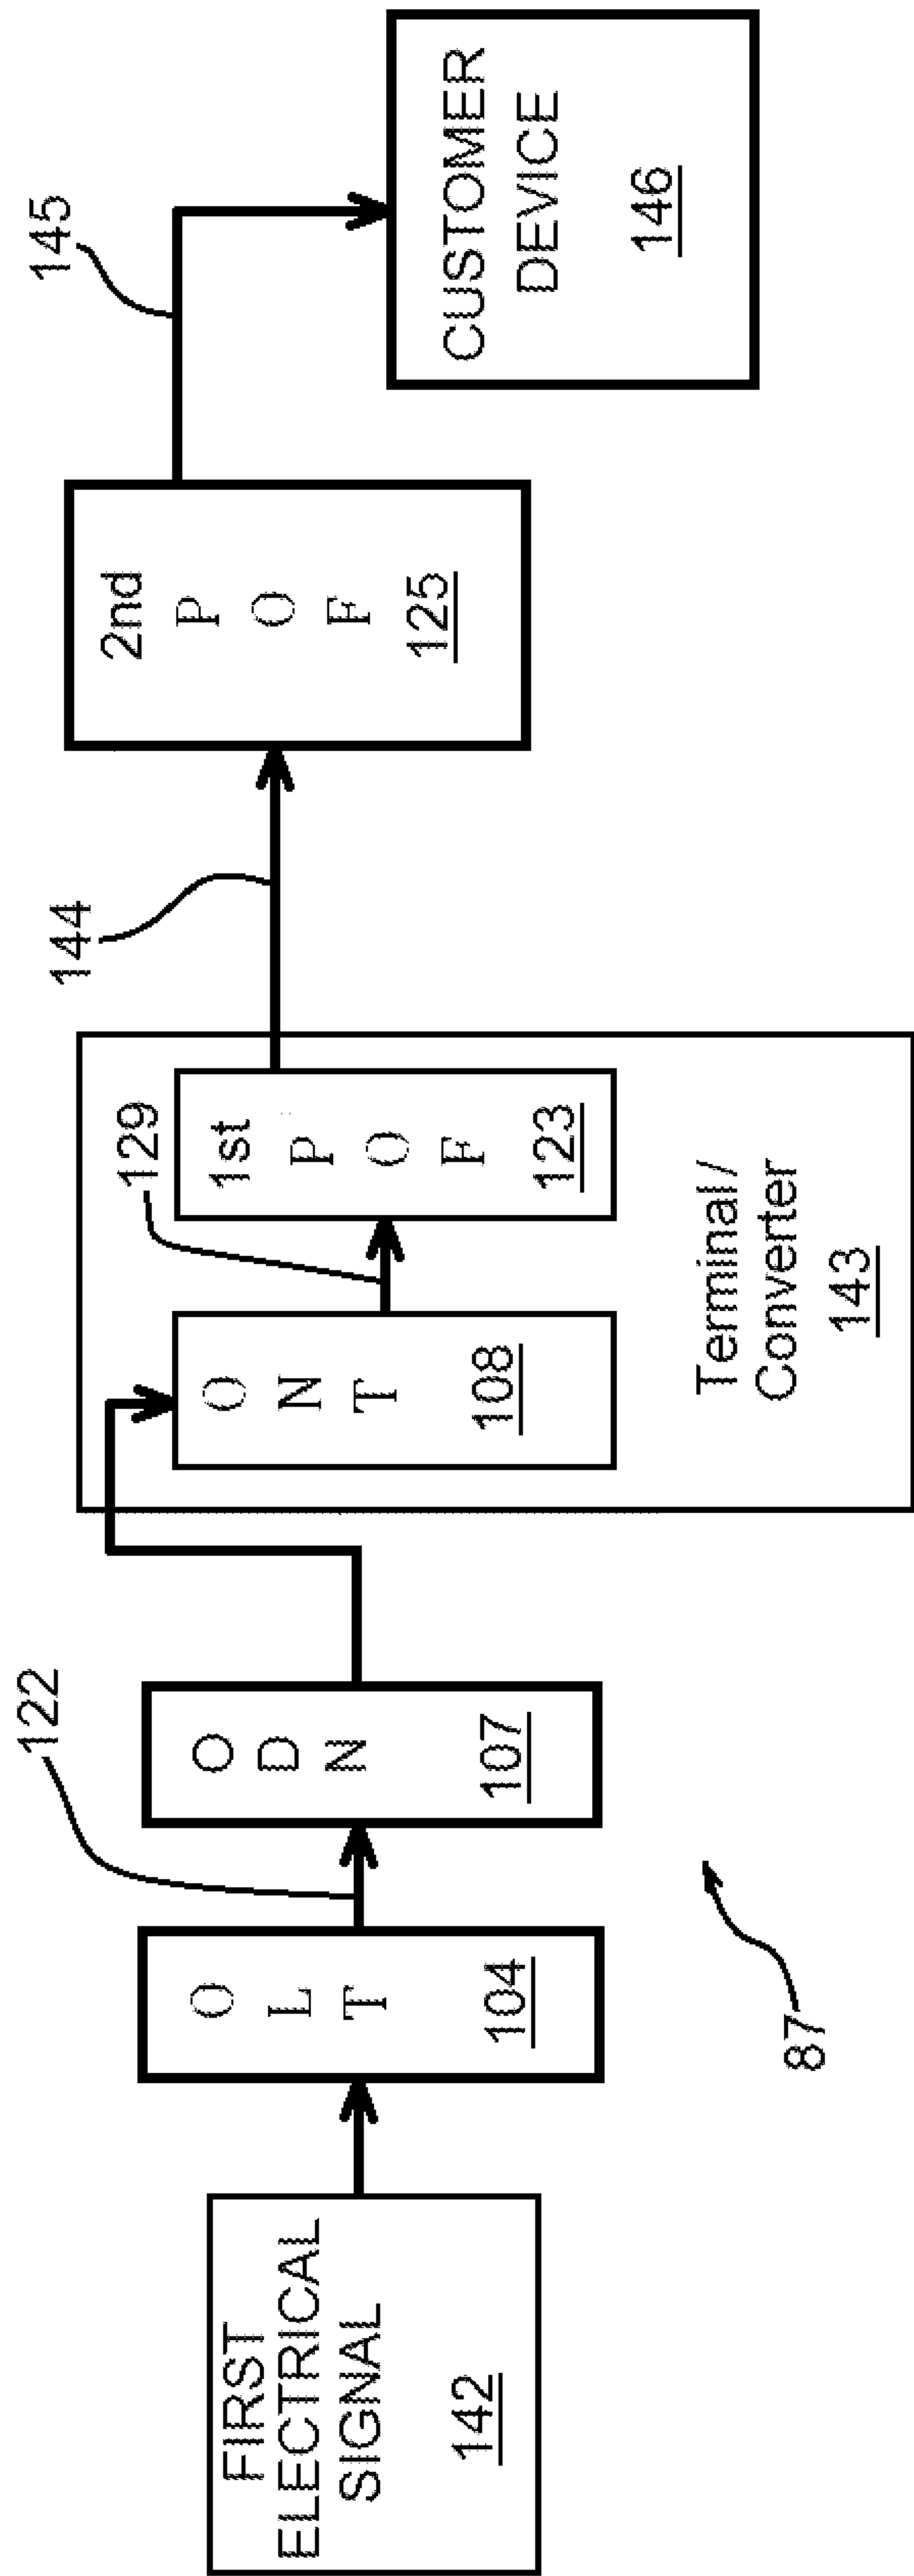 FIRST
ELECTRICAL
SIGNAL
142
O
L
T
104
122
O
D
N
107
87
O
N
T
108
129
1st
P
O
F
123
Terminal /
Converter
143
144
2nd
P
O
F
125
145
CUSTOMER
DEVICE
146